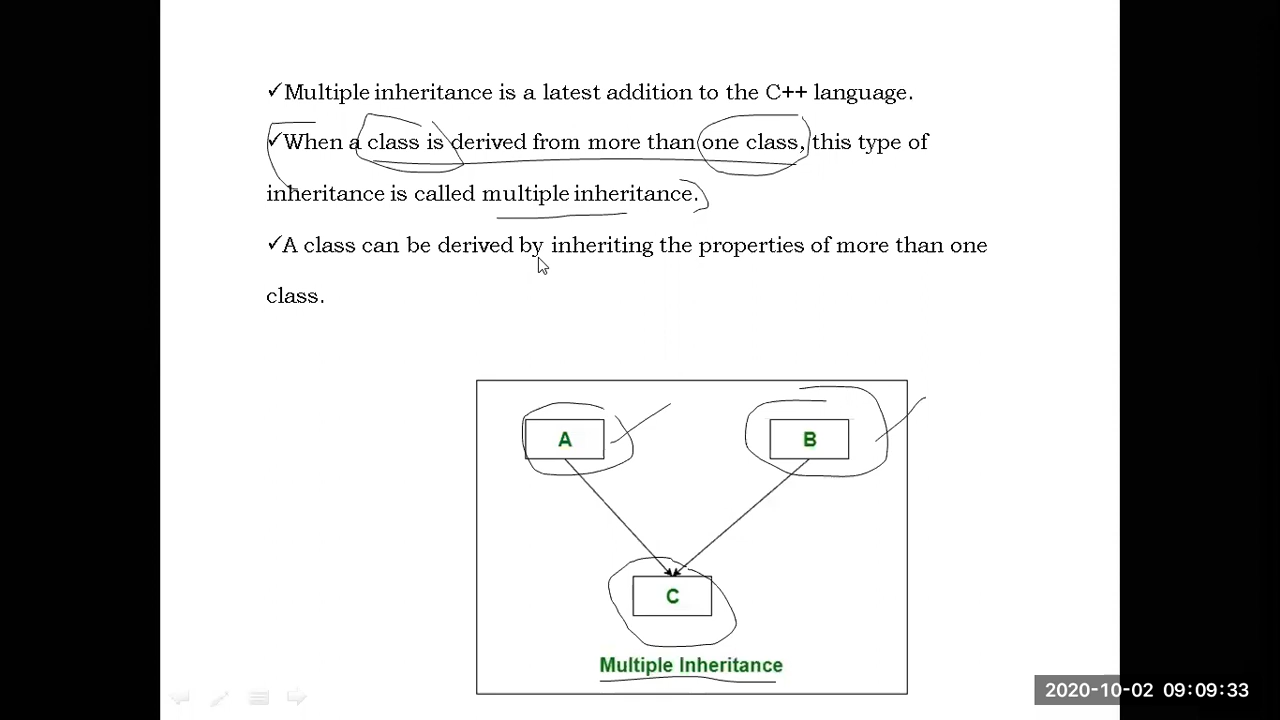 ✓Multiple inheritance is a latest addition to the C++ language.
✓When a class is derived from more than one class, this type of
inheritance is called multiple inheritance.
✓A class can be derived by inheriting the properties of more than one
class.
A
B
C
Multiple Inheritance
2020-10-02 09:09:33